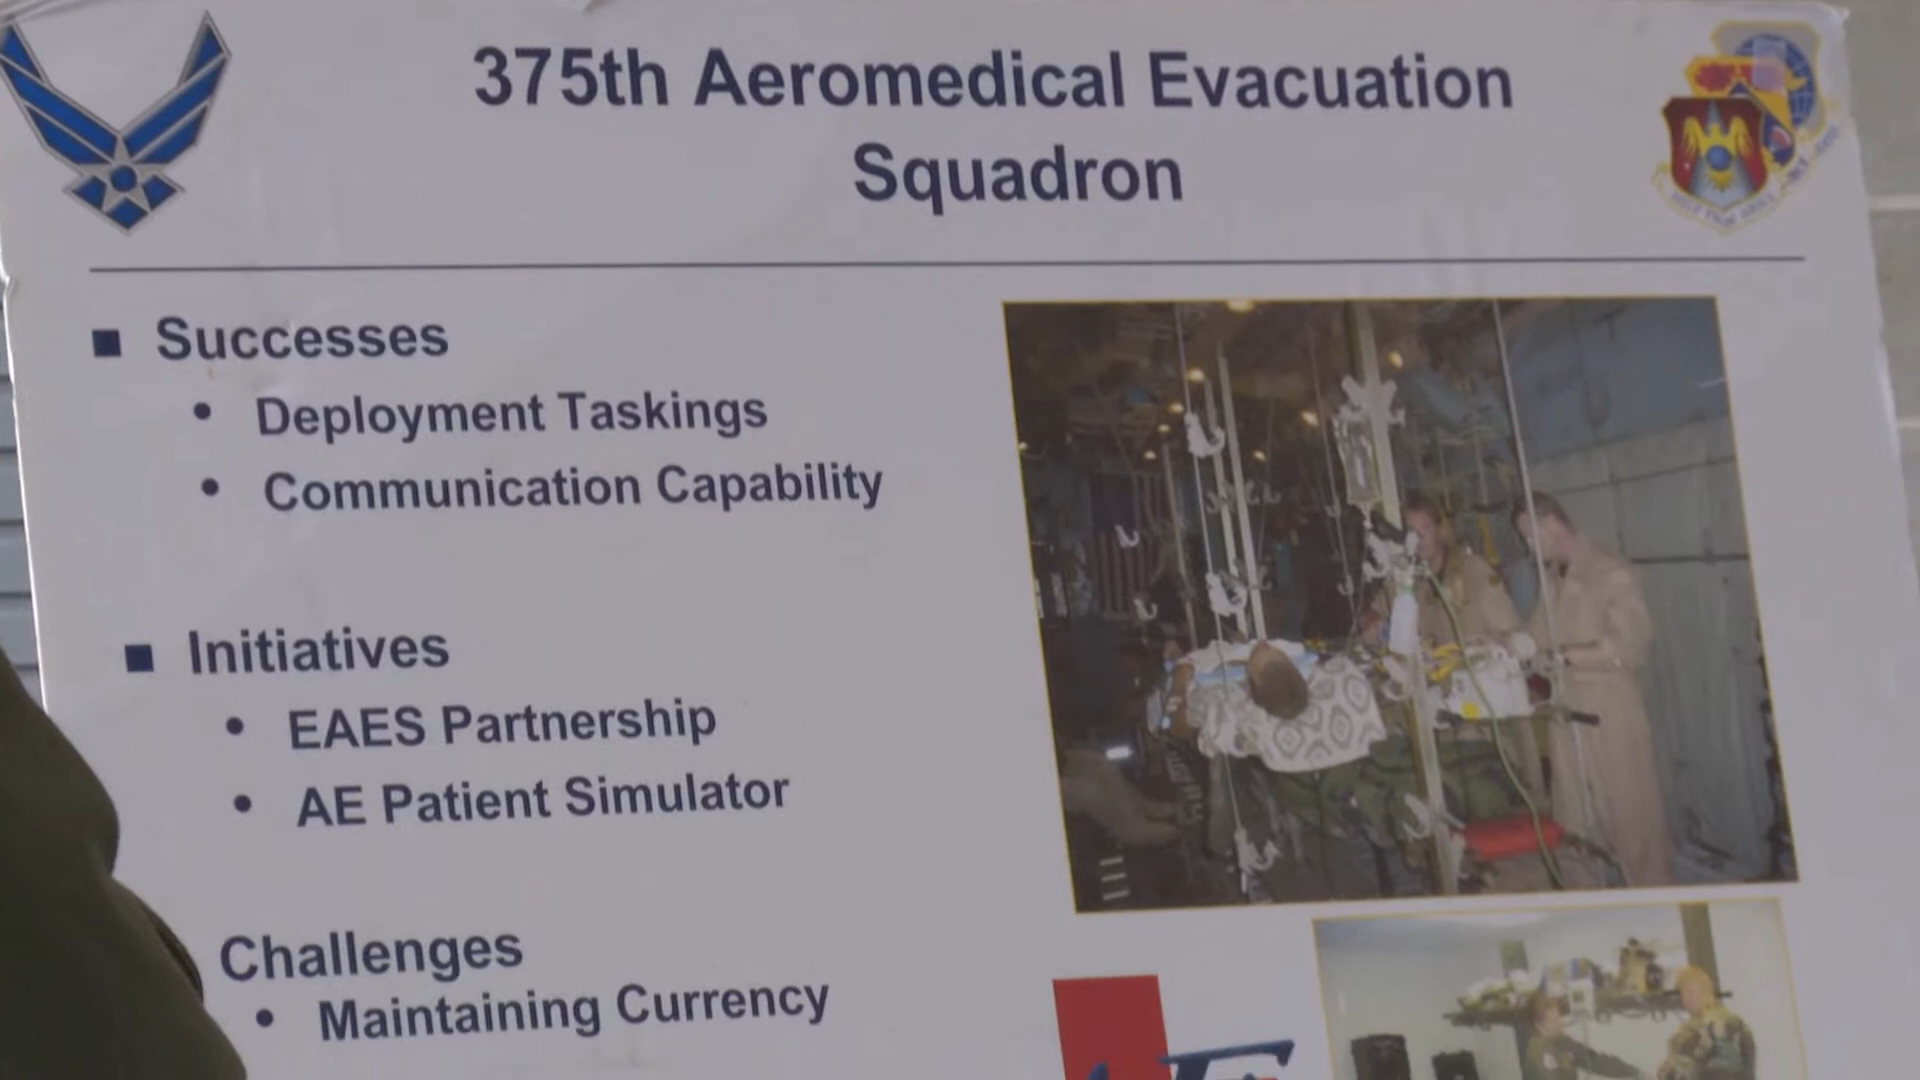 375th Aeromedical Evacuation
Squadron
Successes
Deployment Taskings
Communication Capability
Initiatives
EAES Partnership
AE Patient Simulator
Challenges
Maintaining Currency